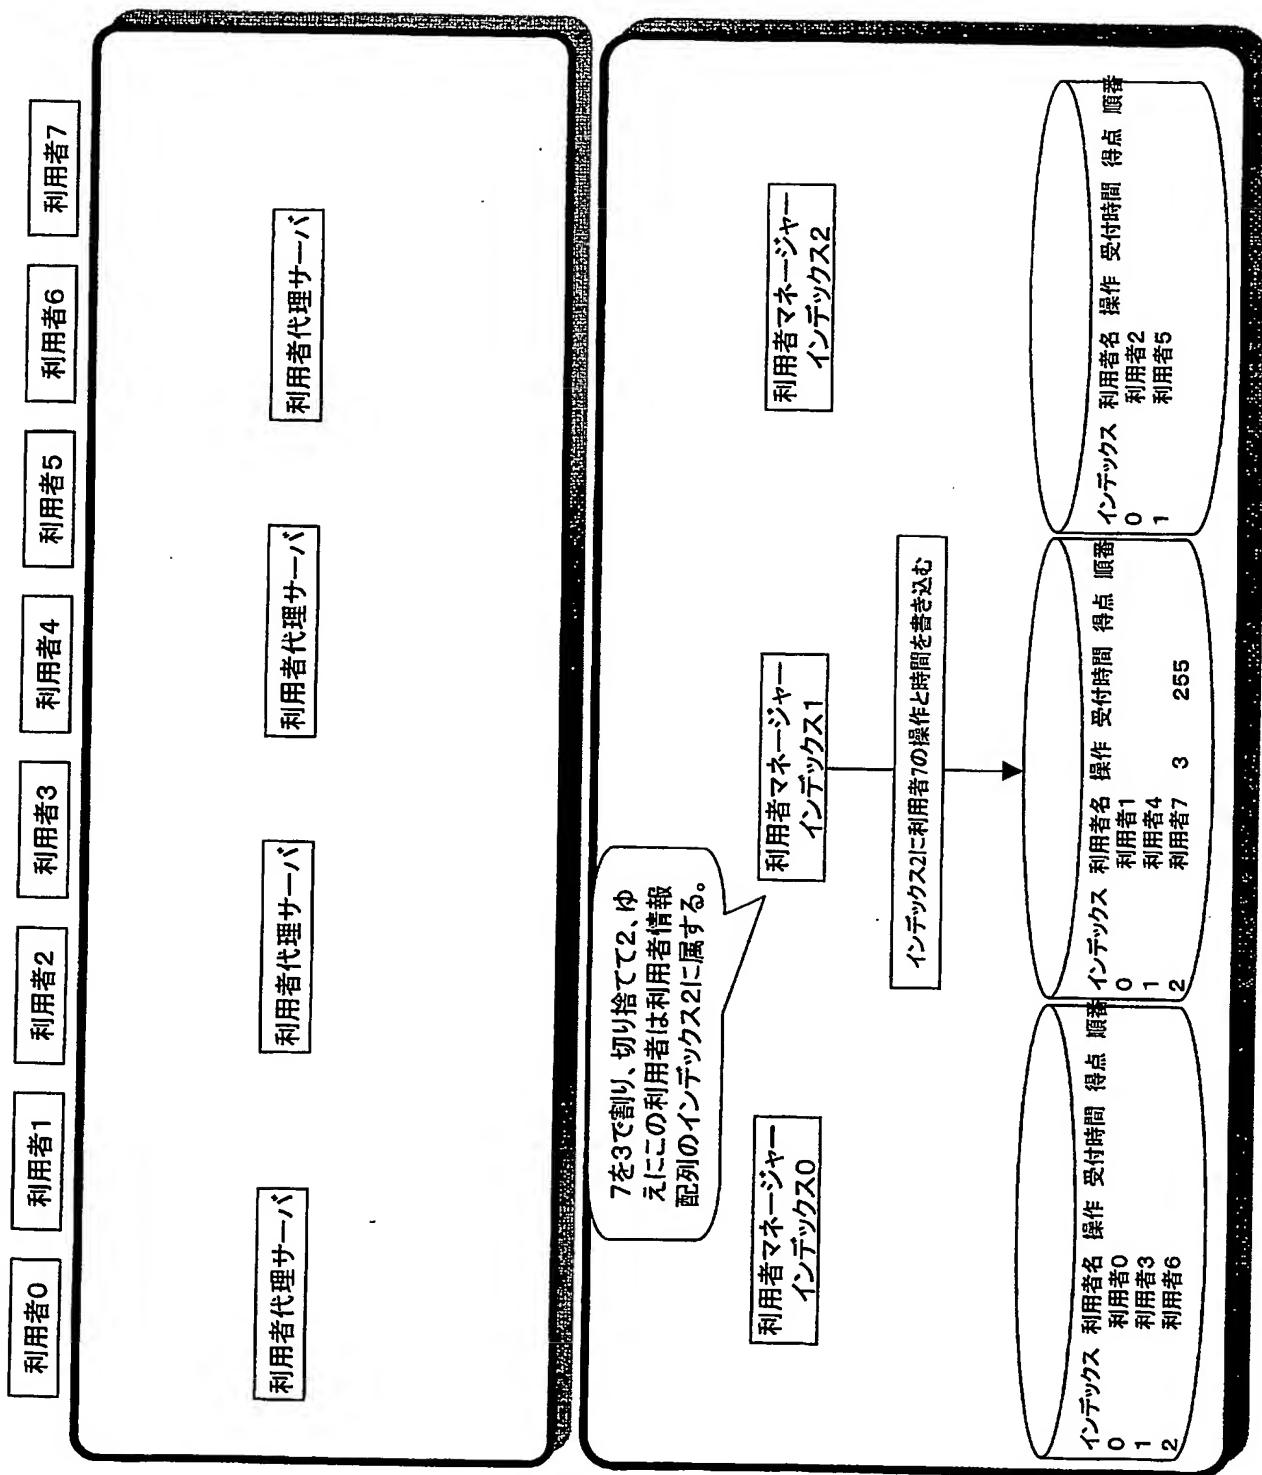 利用者0
利用者1
利用者2
利用者3
利用者4
利用者5
利用者6
利用者7
利用者代理サーバ
利用者代理サーバ
利用者代理サーバ
利用者代理サーバ
7を3で割り、切り捨てて2、ゆ
えにこの利用者は利用者情報
配列のインデックス2に属する。
利用者マネージャー
インデックス0
利用者マネージャー
インデックス1
利用者マネージャー
インデックス2
インデックス2に利用者7の操作と時間を書き込む
インデックス 利用者名 操作 受付時間 得点 順番
0 利用者0
1 利用者3
2 利用者6
インデックス 利用者名 操作 受付時間 得点 順番
0 利用者1
1 利用者4
2 利用者7 3 255
インデックス 利用者名 操作 受付時間 得点 順番
0 利用者2
1 利用者5